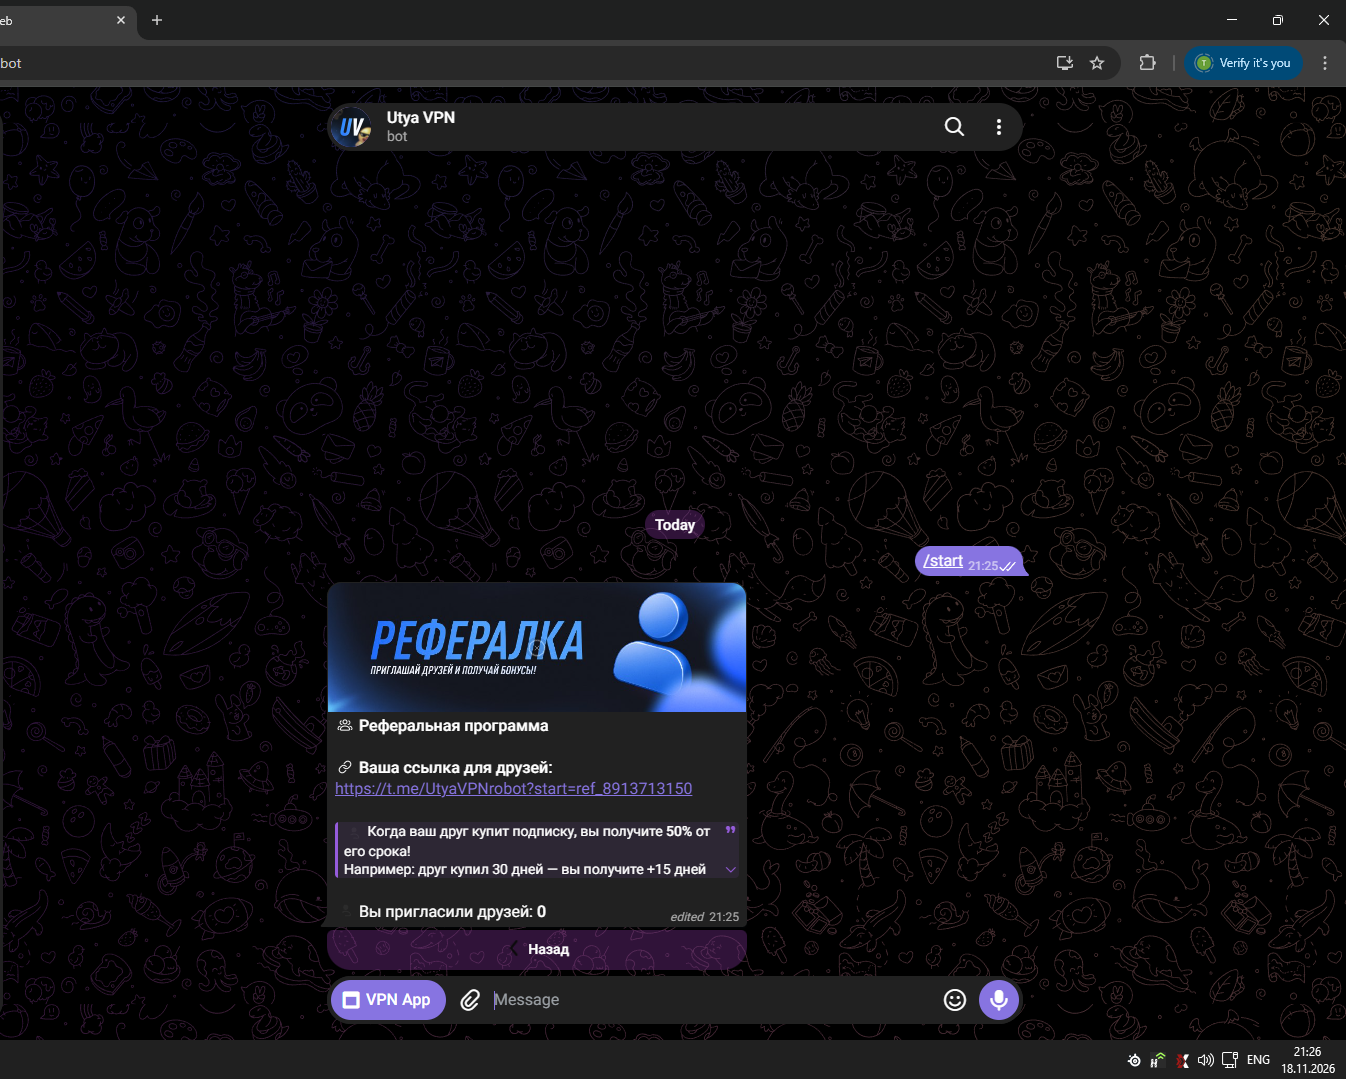 eb
bot
Verify it's you
Utya VPN
bot
Today
/start 21:25
РЕФЕРАЛКА
ПРИГЛАШАЙ ДРУЗЕЙ И ПОЛУЧАЙ БОНУСЫ!
Реферальная программа
Ваша ссылка для друзей:
https://t.me/UtyaVPNrobot?start=ref_8913713150
Когда ваш друг купит подписку, вы получите 50% от
его срока!
Например: друг купил 30 дней — вы получите +15 дней
Вы пригласили друзей: 0
edited 21:25
Назад
VPN App
Message
ENG
21:26
18.11.2026